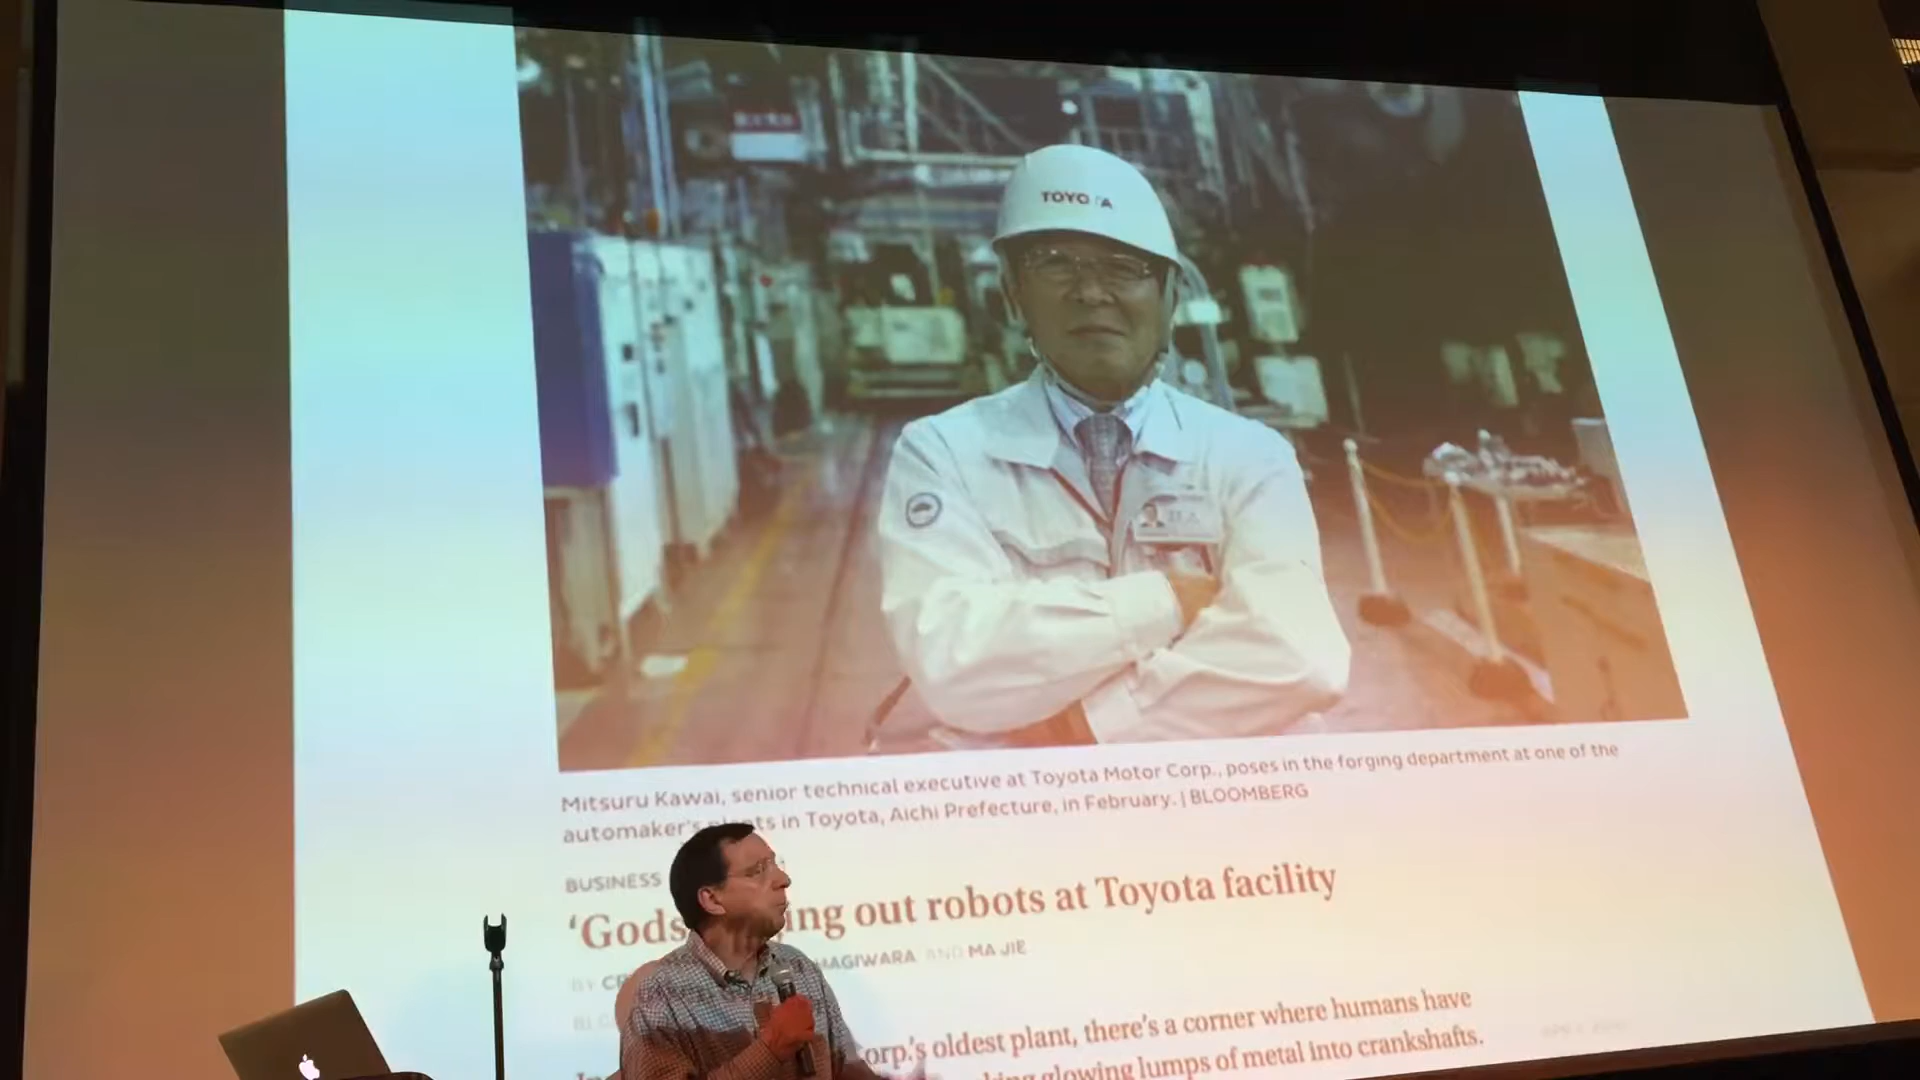 TOYOTA
Mitsuru Kawai, senior technical executive at Toyota Motor Corp., poses in the forging department at one of the
automaker's plants in Toyota, Aichi Prefecture, in February. | BLOOMBERG
BUSINESS
‘Gods ing out robots at Toyota facility
BY HAGIWARA AND MA JIE
orp.'s oldest plant, there's a corner where humans have
glowing lumps of metal into crankshafts.